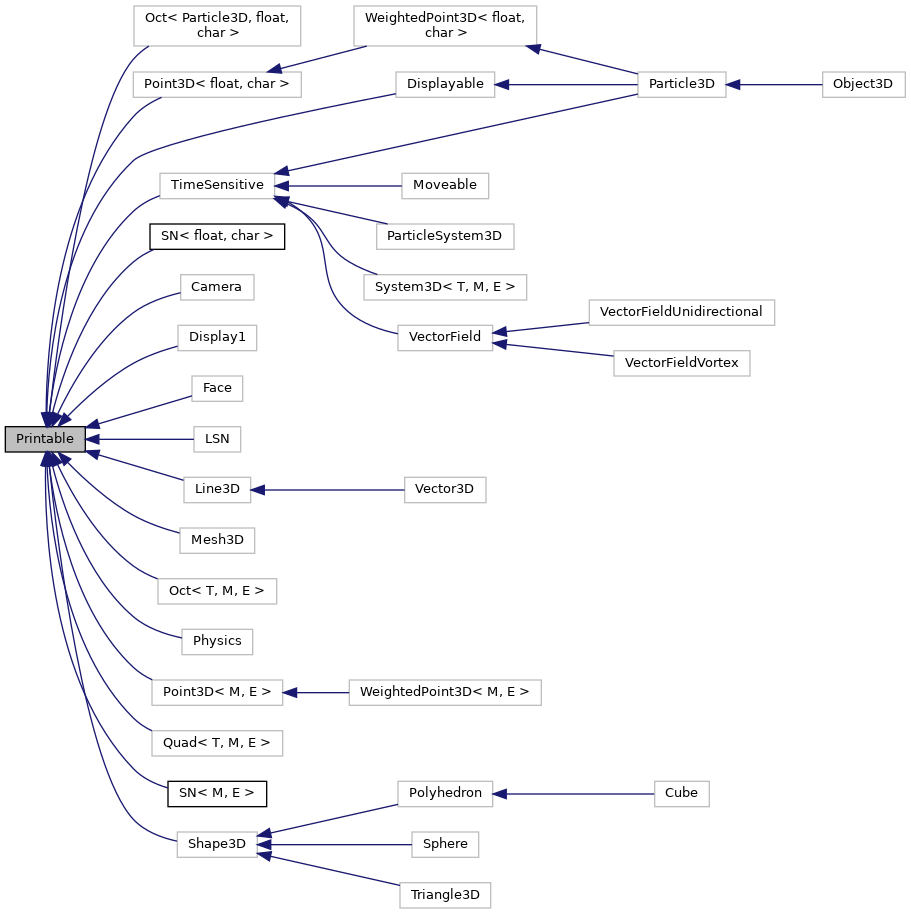 Oct< Particle3D, float,
char >
WeightedPoint3D< float,
char >
Point3D< float, char >
Displayable
Particle3D
Object3D
TimeSensitive
Moveable
SN< float, char >
ParticleSystem3D
Camera
System3D< T, M, E >
VectorFieldUnidirectional
Display1
VectorField
VectorFieldVortex
Face
Printable
LSN
Line3D
Vector3D
Mesh3D
Oct< T, M, E >
Physics
Point3D< M, E >
WeightedPoint3D< M, E >
Quad< T, M, E >
SN< M, E >
Polyhedron
Cube
Shape3D
Sphere
Triangle3D